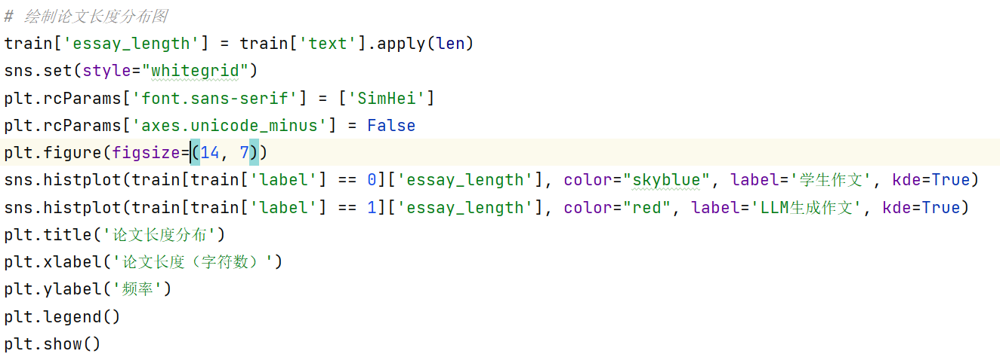 # 绘制论文长度分布图
train['essay_length'] = train['text'].apply(len)
sns.set(style="whitegrid")
plt.rcParams['font.sans-serif'] = ['SimHei']
plt.rcParams['axes.unicode_minus'] = False
plt.figure(figsize=(14, 7))
sns.histplot(train[train['label'] == 0]['essay_length'], color="skyblue", label='学生作文', kde=True)
sns.histplot(train[train['label'] == 1]['essay_length'], color="red", label='LLM生成作文', kde=True)
plt.title('论文长度分布')
plt.xlabel('论文长度（字符数）')
plt.ylabel('频率')
plt.legend()
plt.show()